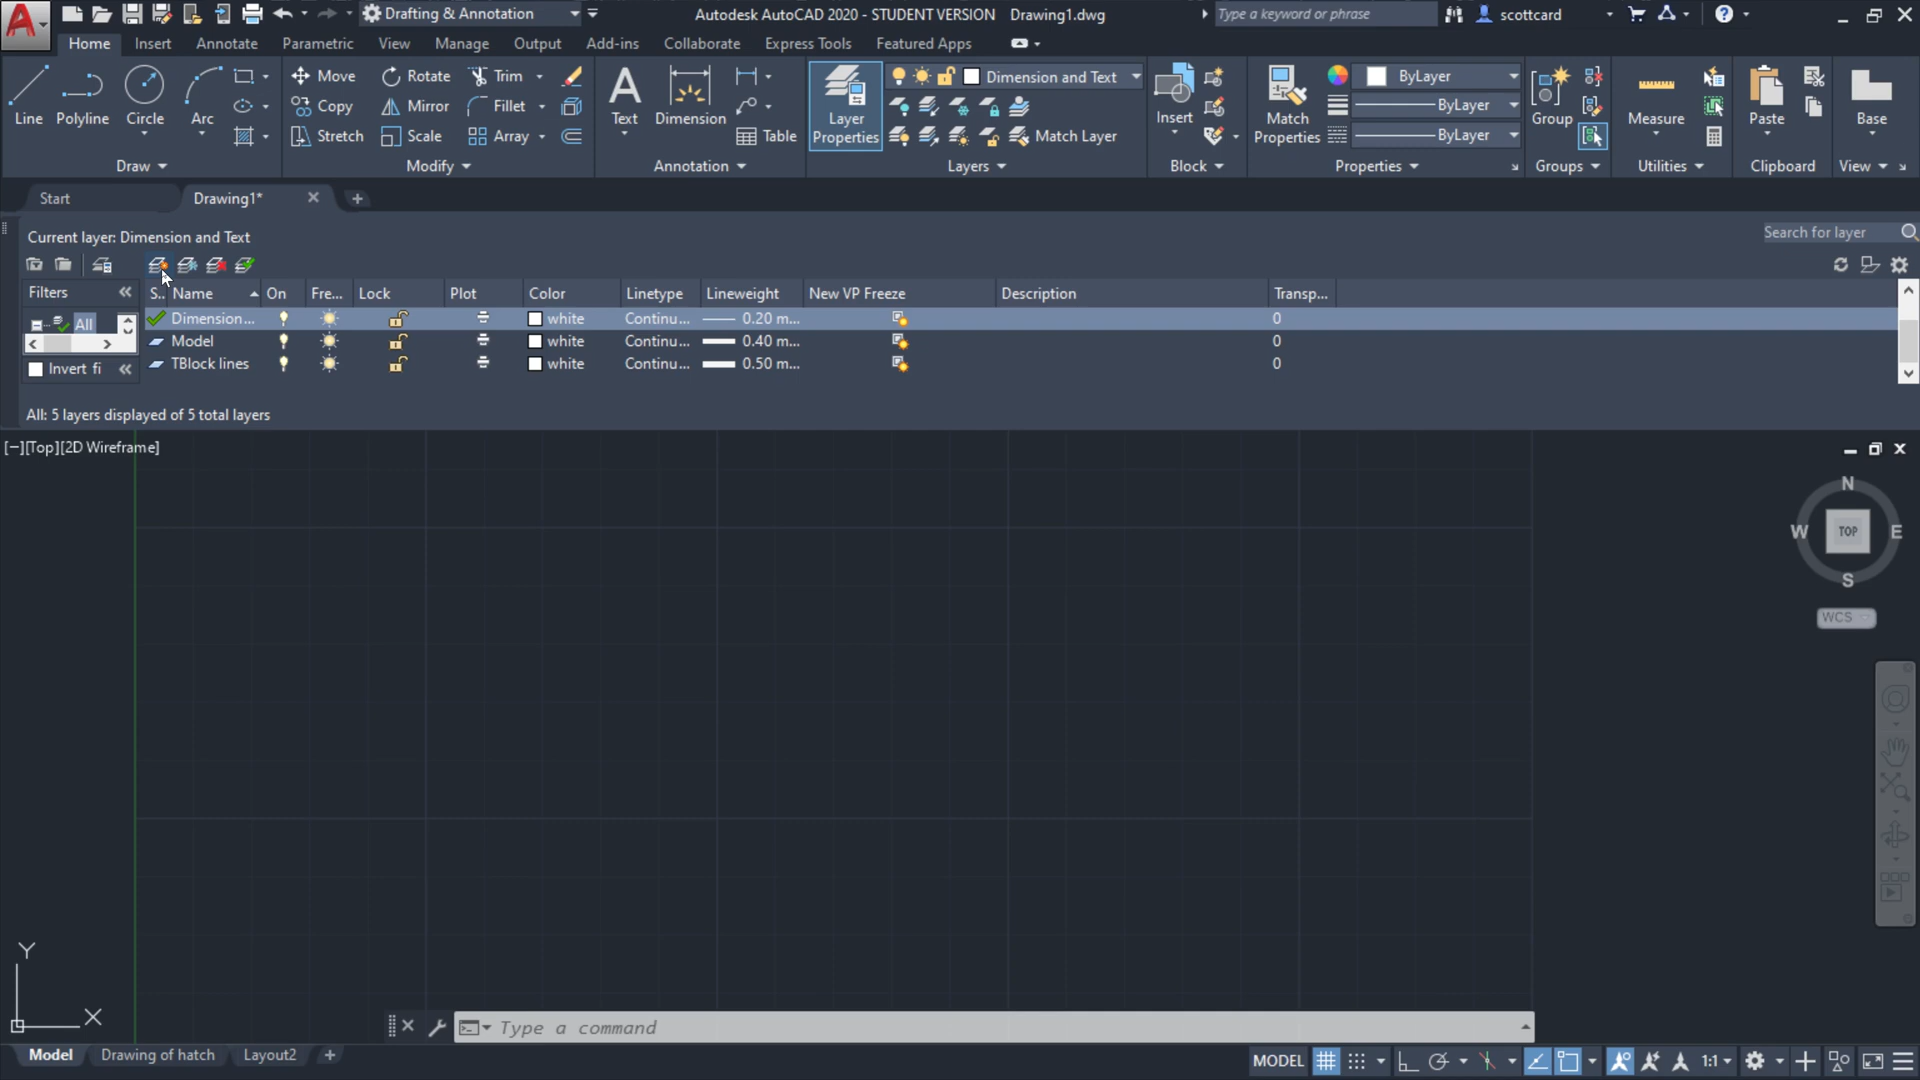 Drafting & Annotation
Autodesk AutoCAD 2020 - STUDENT VERSION Drawing1.dwg
Type a keyword or phrase
scottcard
Home Insert Annotate Parametric View Manage Output Add-ins Collaborate Express Tools Featured Apps
Line Polyline Circle Arc
Move Rotate Trim
Copy Mirror Fillet
Stretch Scale Array
Text Dimension Table
Layer Properties
Dimension and Text
Match Layer
Insert
Match Properties
ByLayer
ByLayer
ByLayer
Group Measure Paste Base
Draw Modify Annotation Layers Block Properties Groups Utilities Clipboard View
Start Drawing1*
Current layer: Dimension and Text
Search for layer
Filters
S.. Name On Fre... Lock Plot Color Linetype Lineweight New VP Freeze Description Transp...
All
Dimension... white Continu... 0.20 m... 0
Model white Continu... 0.40 m... 0
Invert fi
TBlock lines white Continu... 0.50 m... 0
All: 5 layers displayed of 5 total layers
[−][Top][2D Wireframe]
N
W TOP E
S
WCS
Y
X
Type a command
Model Drawing of hatch Layout2
MODEL 1:1